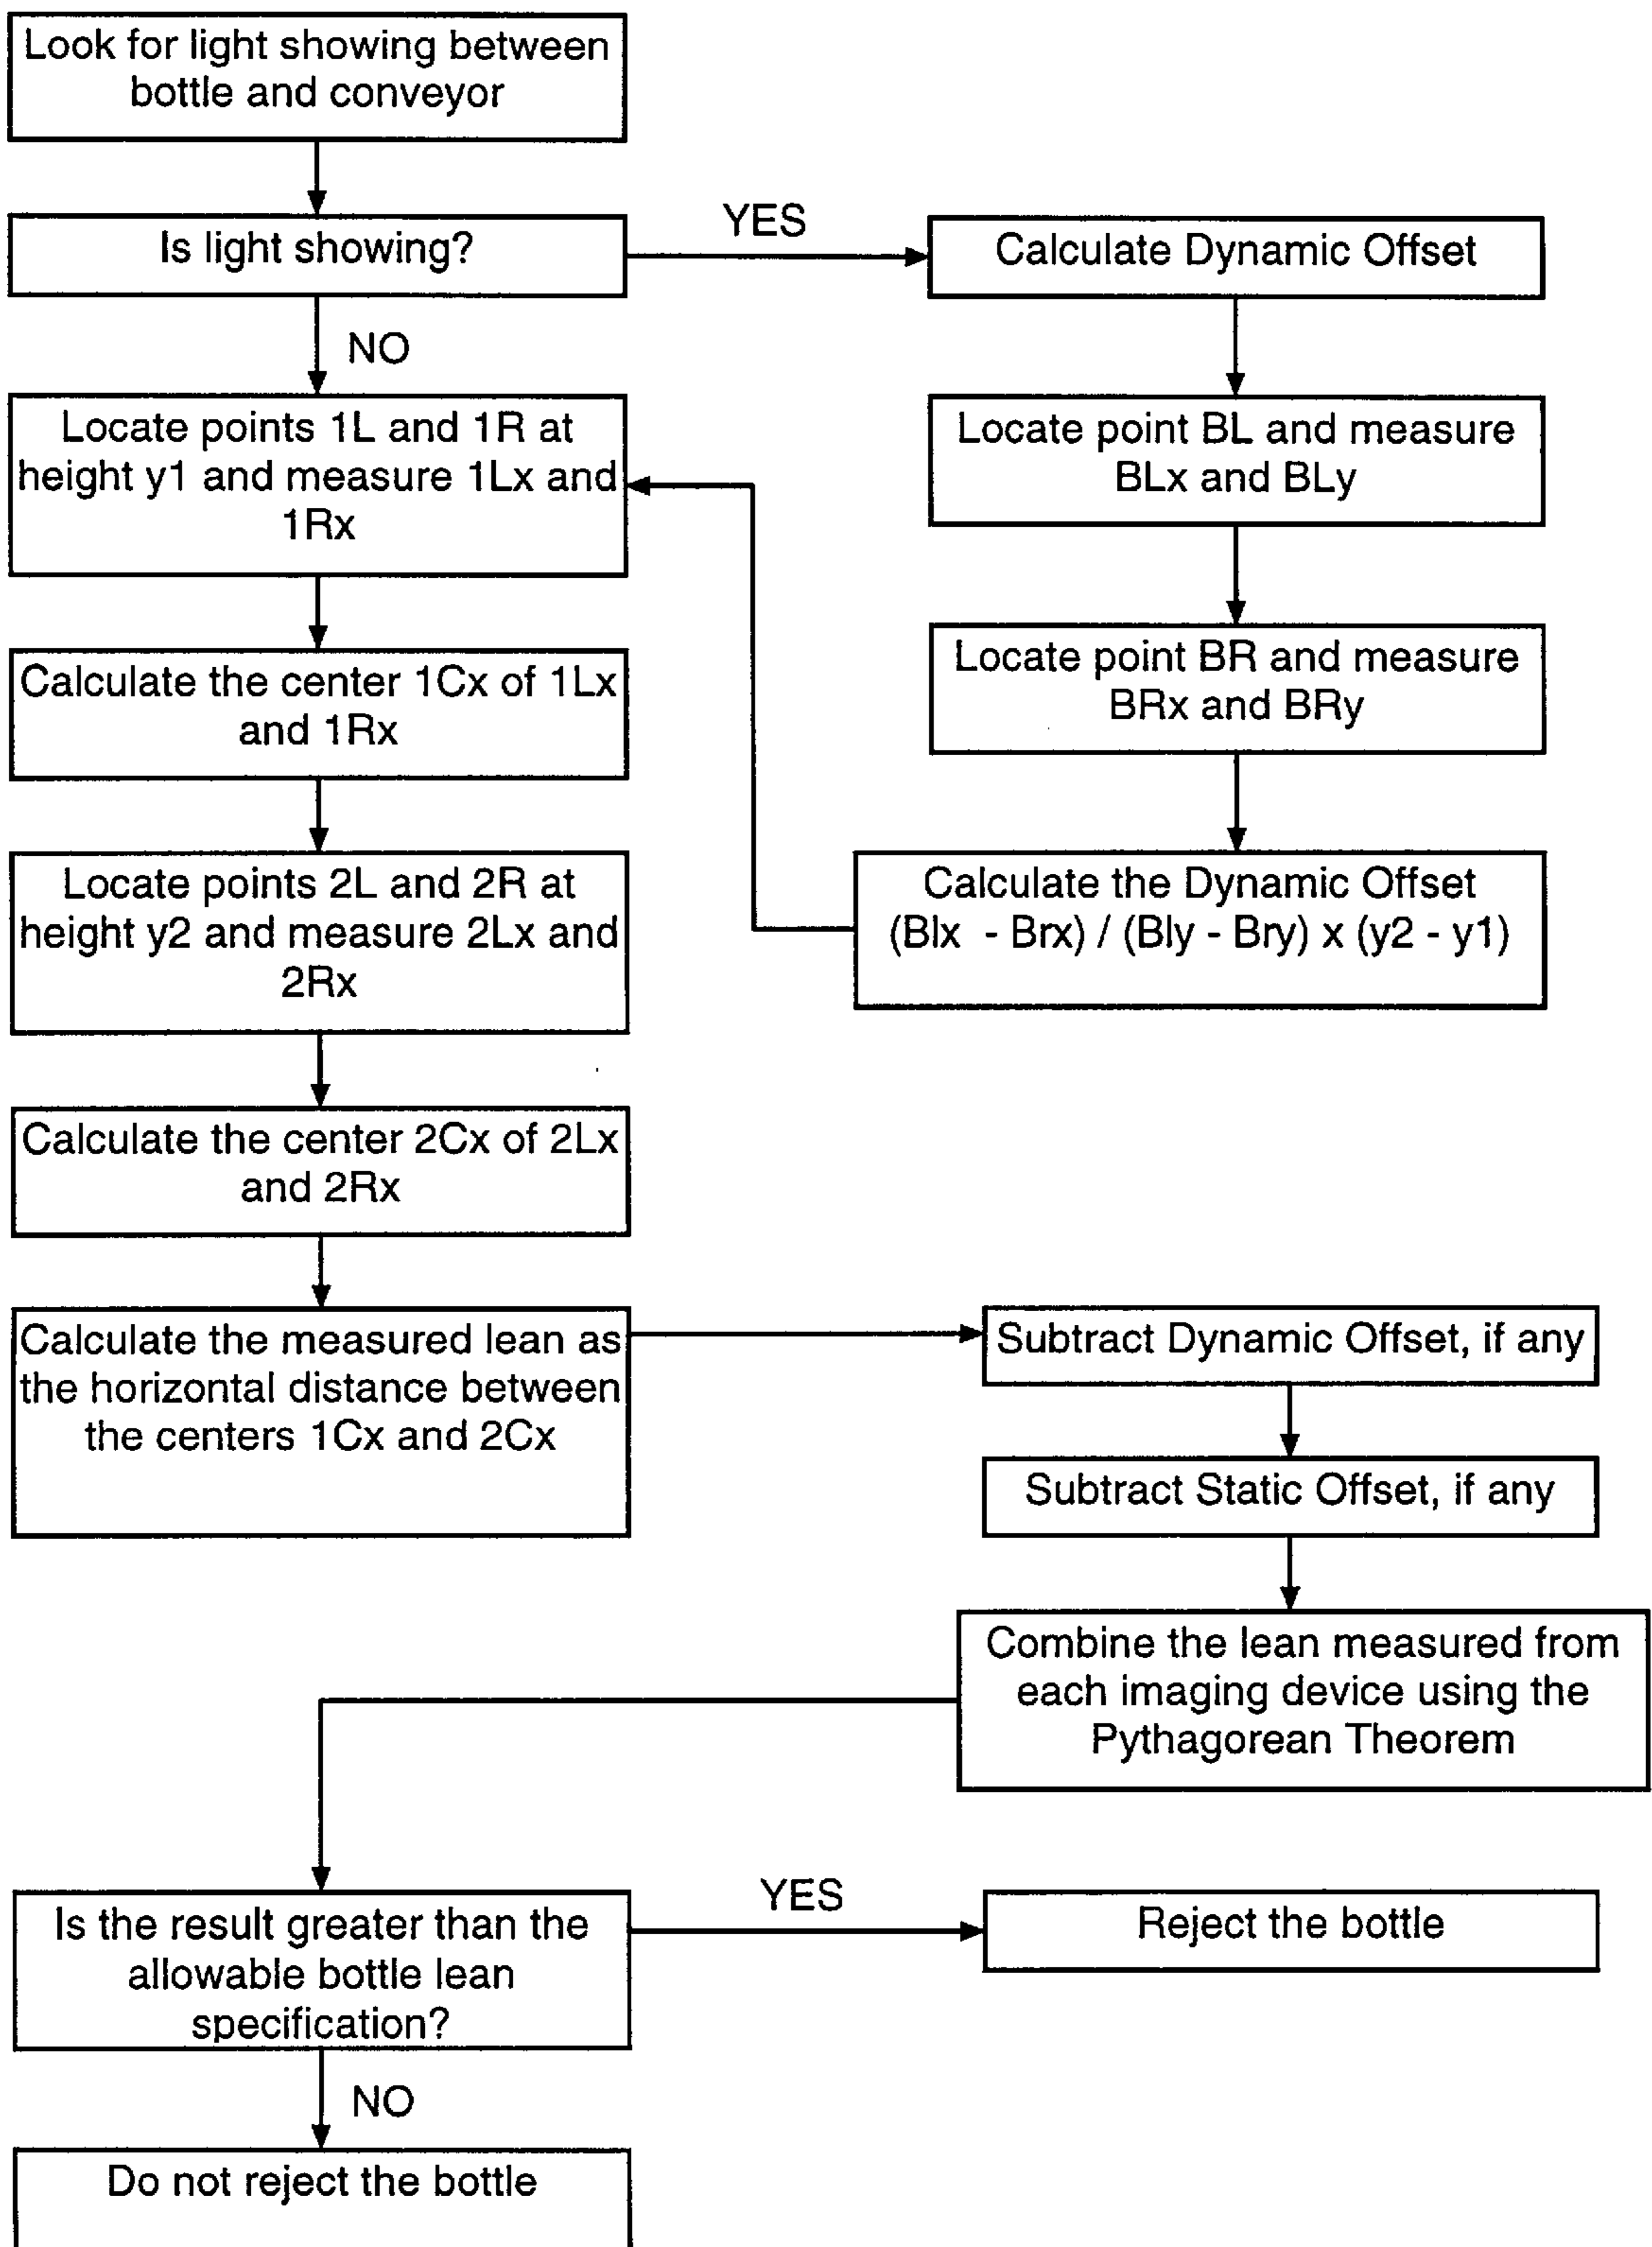 Look for light showing between
bottle and conveyor
Is light showing?
YES
Calculate Dynamic Offset
NO
Locate points 1L and 1R at
height y1 and measure 1Lx and
1Rx
Locate point BL and measure
BLx and BLy
Calculate the center 1Cx of 1Lx
and 1Rx
Locate point BR and measure
BRx and BRy
Locate points 2L and 2R at
height y2 and measure 2Lx and
2Rx
Calculate the Dynamic Offset
(Blx - Brx) / (Bly - Bry) x (y2 - y1)
Calculate the center 2Cx of 2Lx
and 2Rx
Calculate the measured lean as
the horizontal distance between
the centers 1Cx and 2Cx
Subtract Dynamic Offset, if any
Subtract Static Offset, if any
Combine the lean measured from
each imaging device using the
Pythagorean Theorem
Is the result greater than the
allowable bottle lean
specification?
YES
Reject the bottle
NO
Do not reject the bottle